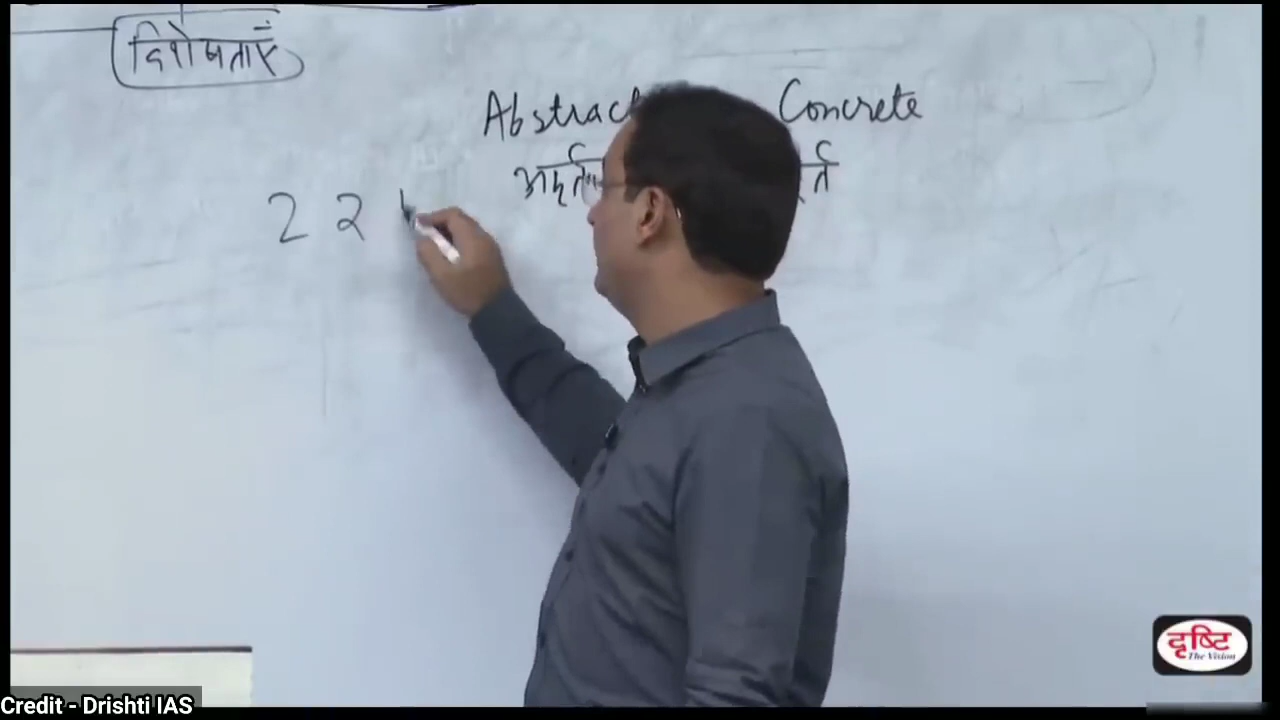 विशेषताएँ
Abstract Concrete
अमूर्त
2 2
दृष्टि
The Vision
Credit - Drishti IAS